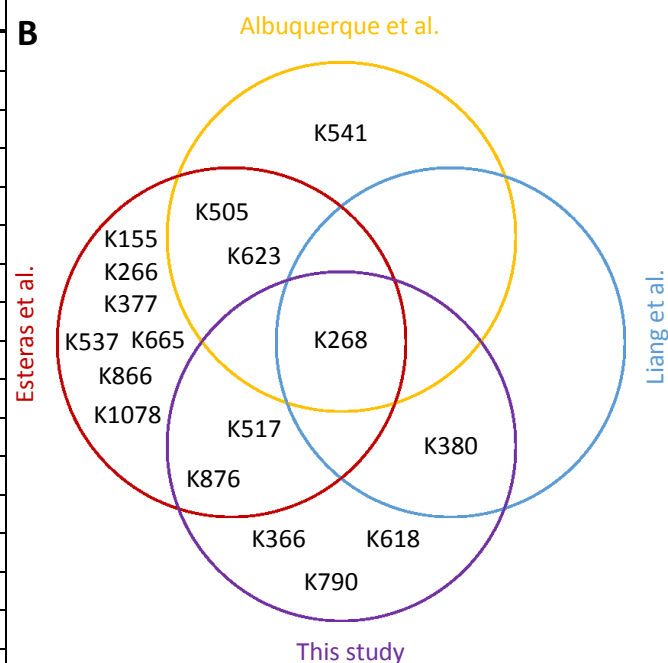 B
Albuquerque et al.
K541
K505
K155
K623
K266
K377
K537 K665
K268
K866
K1078
K517
K380
K876
K366
K618
K790
Esteras et al.
Liang et al.
This study